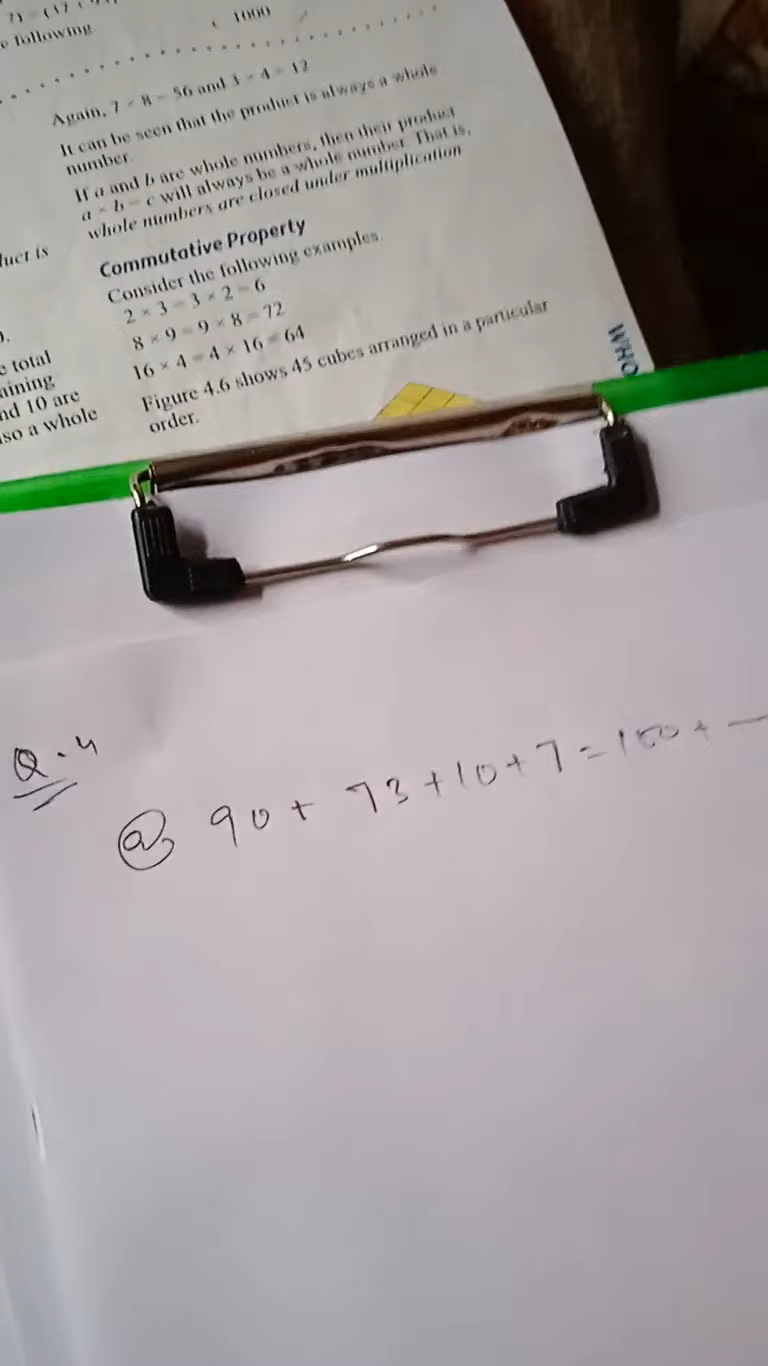 e following
1000
Again, 7 × 8 = 56 and 3 × 4 = 12
It can be seen that the product is always a whole
number.
If a and b are whole numbers, then their product
a × b = c will always be a whole number. That is,
whole numbers are closed under multiplication
Commutative Property
Consider the following examples.
2 × 3 = 3 × 2 = 6
8 × 9 = 9 × 8 = 72
16 × 4 = 4 × 16 = 64
Figure 4.6 shows 45 cubes arranged in a particular
order.
duct is
e total
aining
nd 10 are
so a whole
WHO
Q.4
(a) 90 + 73 + 10 + 7 = 100 + —